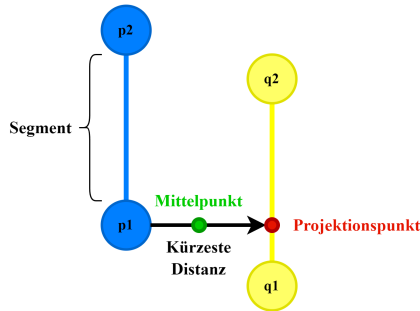 p2
q2
Segment
Mittelpunkt
p1
Projektionspunkt
Kürzeste
Distanz
q1